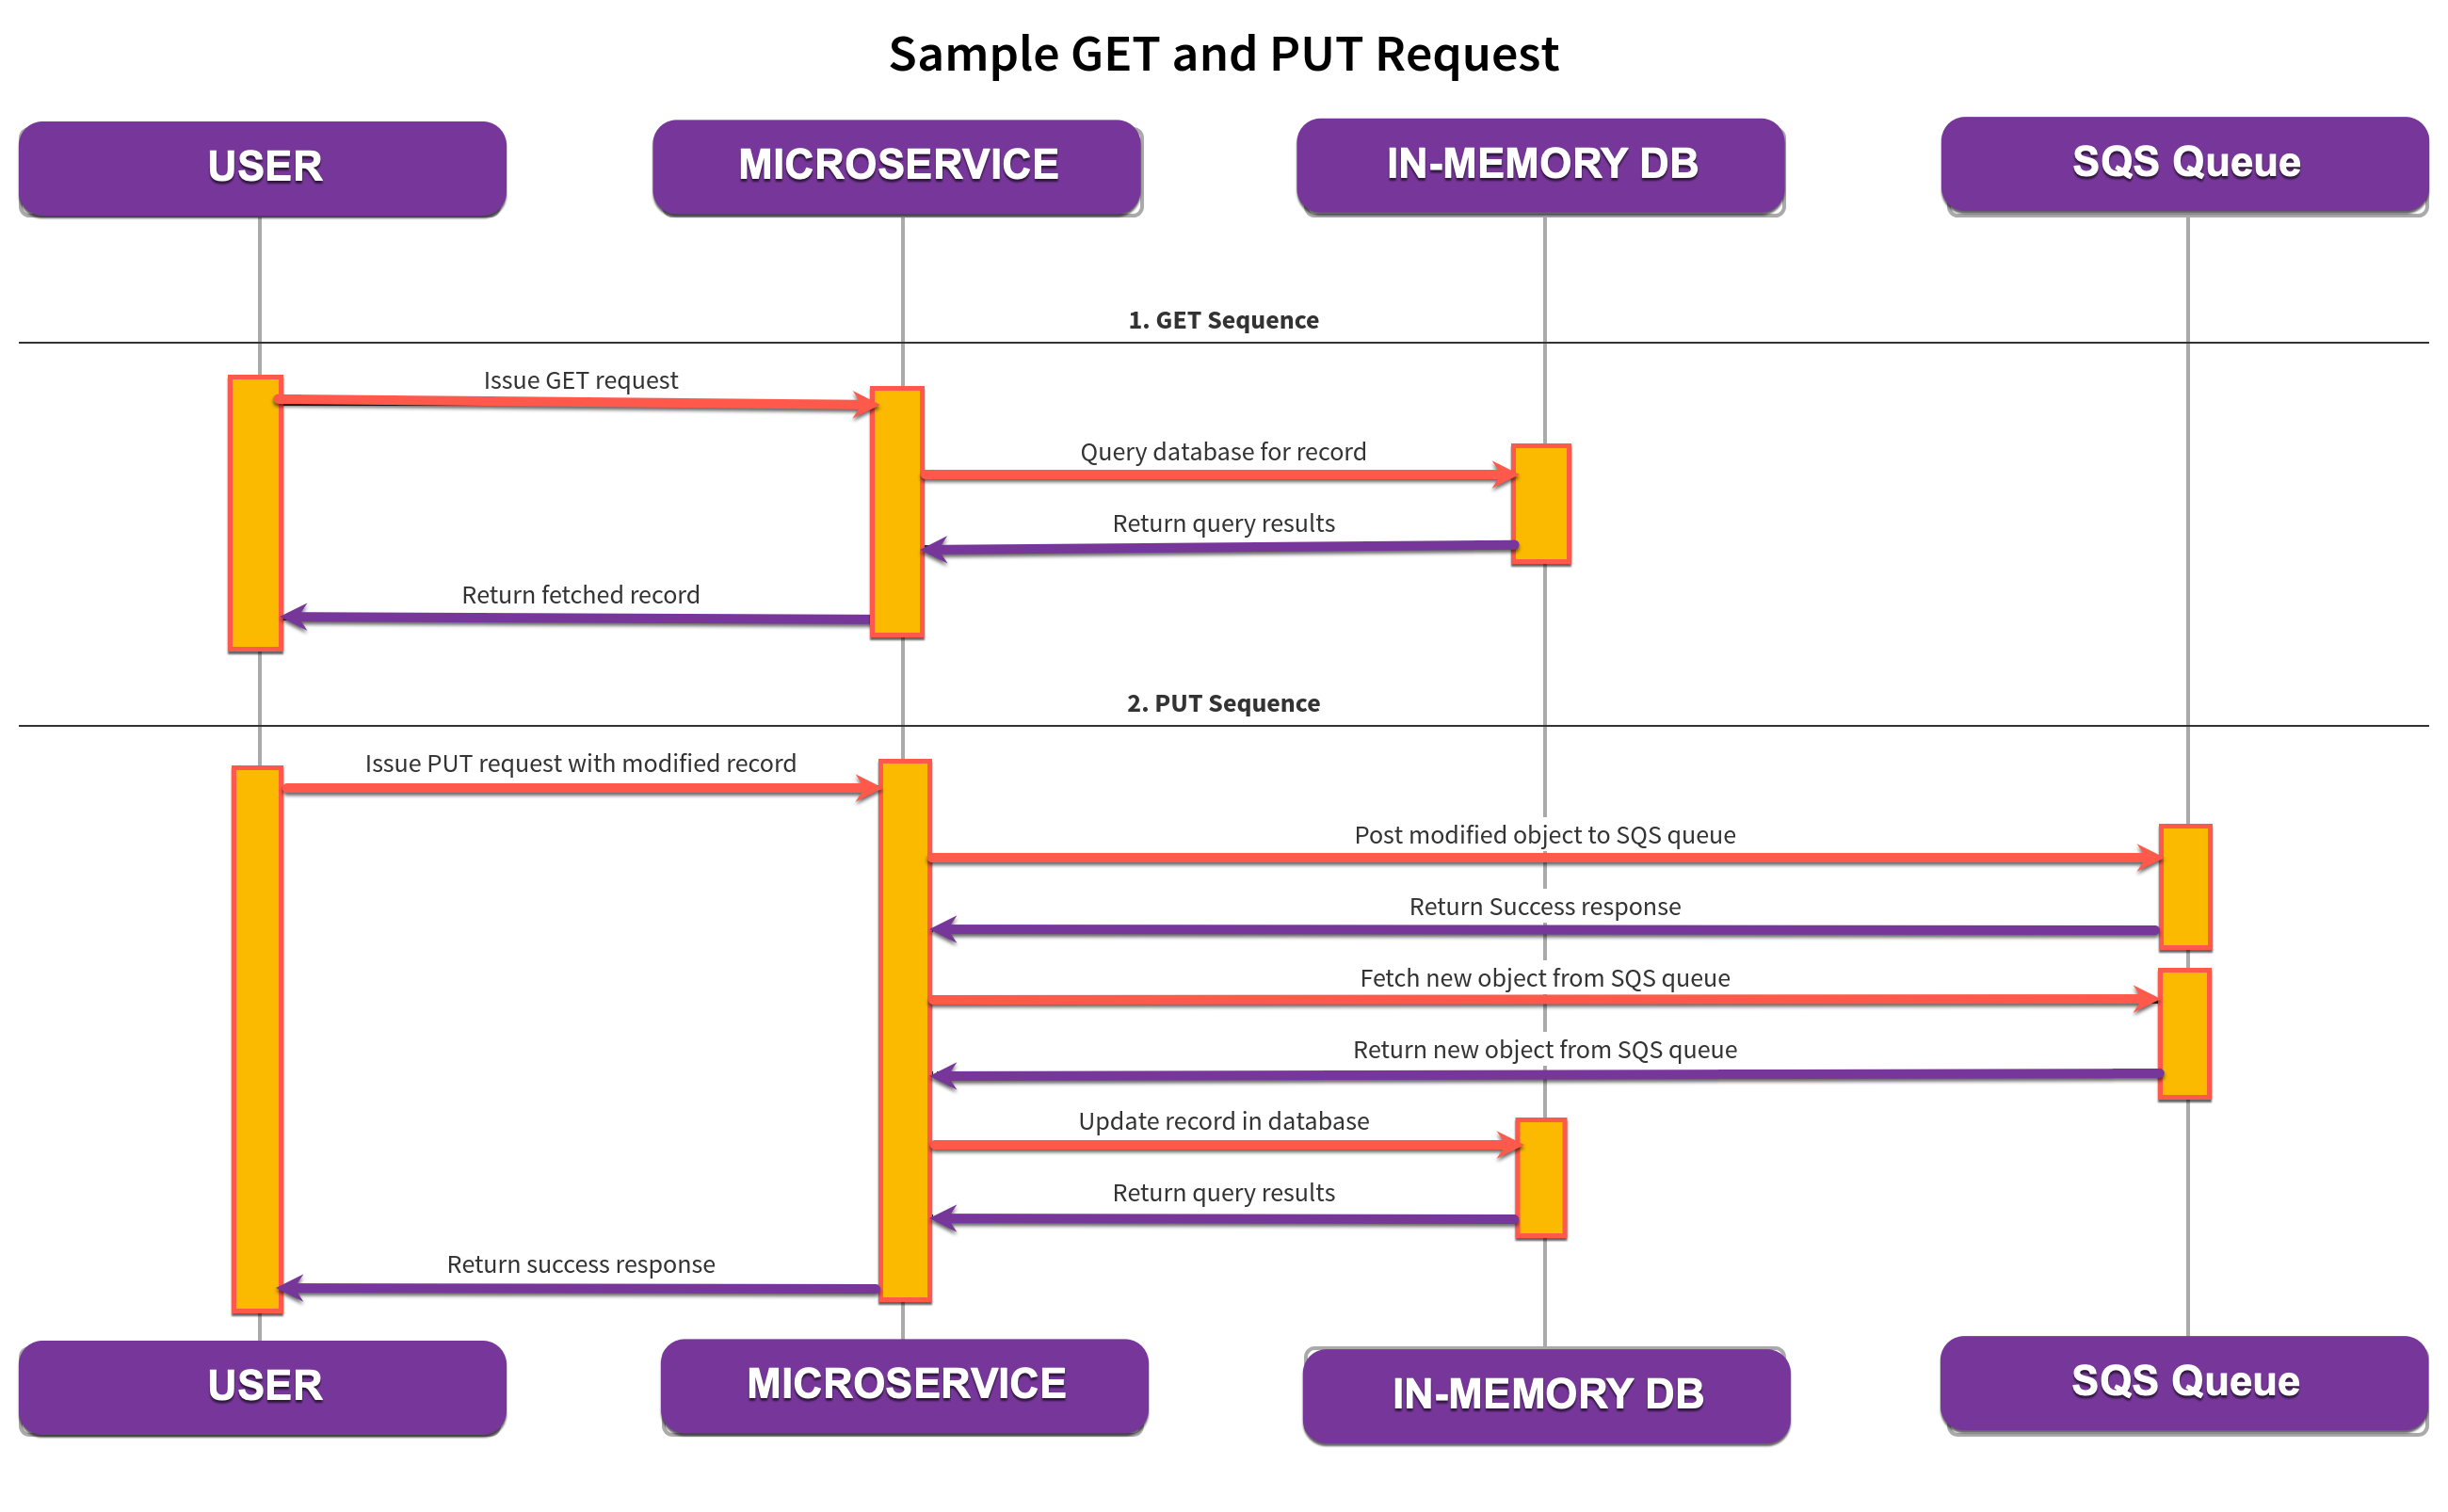 Sample GET and PUT Request
USER
MICROSERVICE
IN-MEMORY DB
SQS Queue
1. GET Sequence
Issue GET request
Query database for record
Return query results
Return fetched record
2. PUT Sequence
Issue PUT request with modified record
Post modified object to SQS queue
Return Success response
Fetch new object from SQS queue
Return new object from SQS queue
Update record in database
Return query results
Return success response
USER
MICROSERVICE
IN-MEMORY DB
SQS Queue